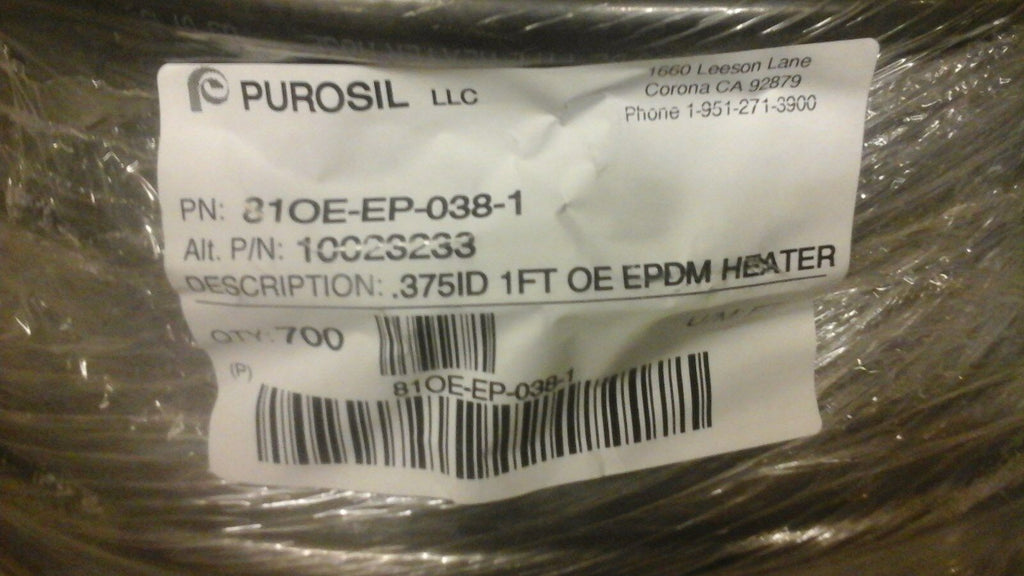 PUROSIL LLC
1660 Leeson Lane
Corona CA 92879
Phone 1-951-271-3900
PN: 81OE-EP-038-1
Alt. P/N: 10023233
DESCRIPTION: .375ID 1FT OE EPDM HEATER
QTY: 700
(P)
81OE-EP-038-1